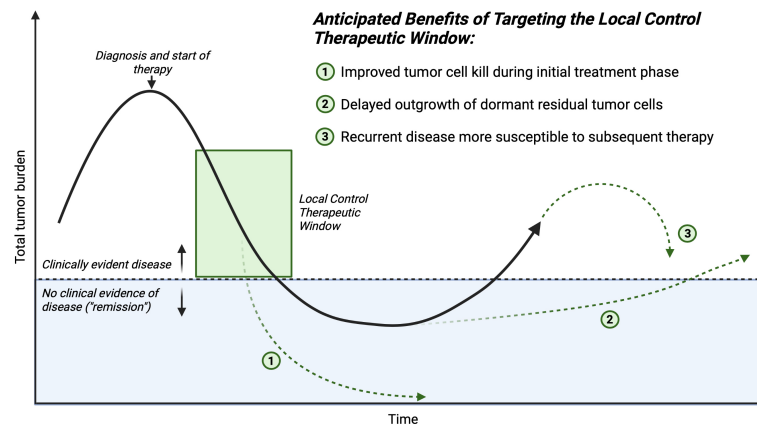 Anticipated Benefits of Targeting the Local Control
Therapeutic Window:
1 Improved tumor cell kill during initial treatment phase
2 Delayed outgrowth of dormant residual tumor cells
3 Recurrent disease more susceptible to subsequent therapy
Diagnosis and start of
therapy
Local Control
Therapeutic
Window
Total tumor burden
Clinically evident disease
No clinical evidence of
disease ("remission")
1
2
3
Time